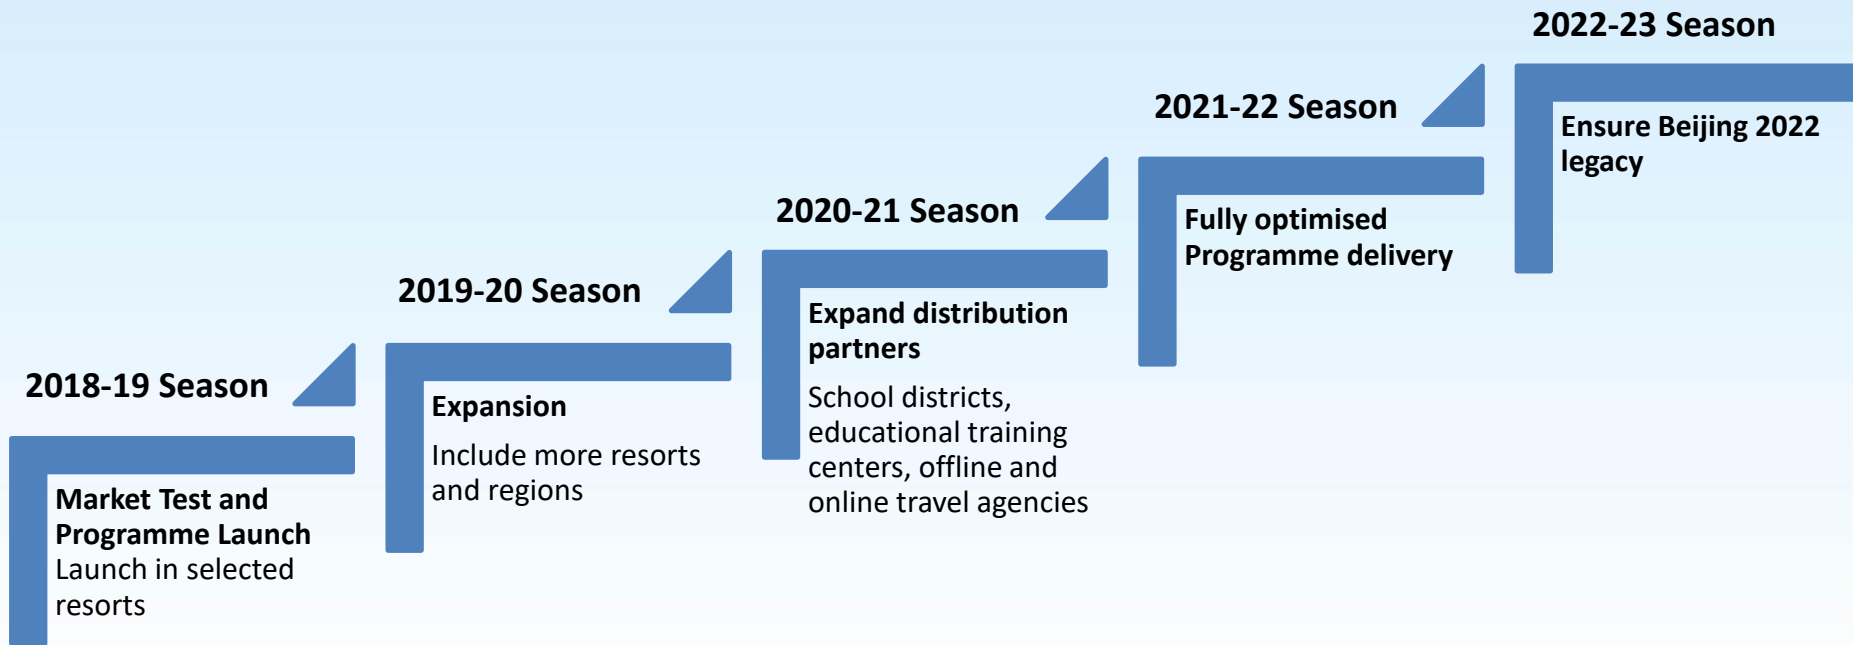 2018-19 Season
Market Test and
Programme Launch
Launch in selected
resorts
2019-20 Season
Expansion
Include more resorts
and regions
2020-21 Season
Expand distribution
partners
School districts,
educational training
centers, offline and
online travel agencies
2021-22 Season
Fully optimised
Programme delivery
2022-23 Season
Ensure Beijing 2022
legacy